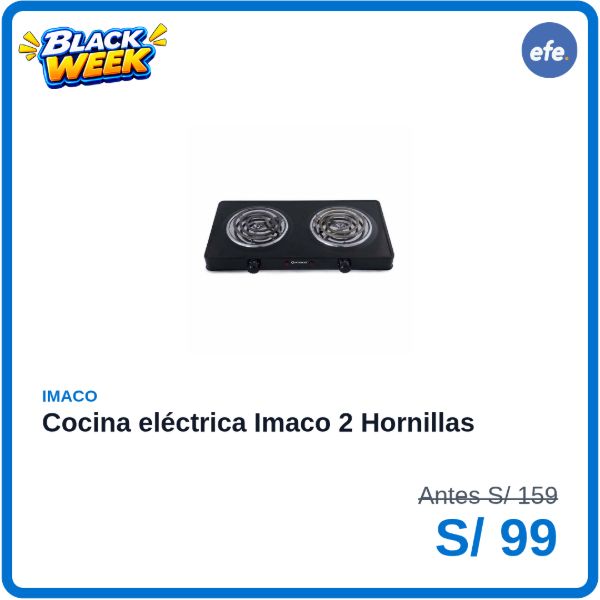 BLACK
WEEK
efe.
IMACO
Cocina eléctrica Imaco 2 Hornillas
Antes S/ 159
S/ 99